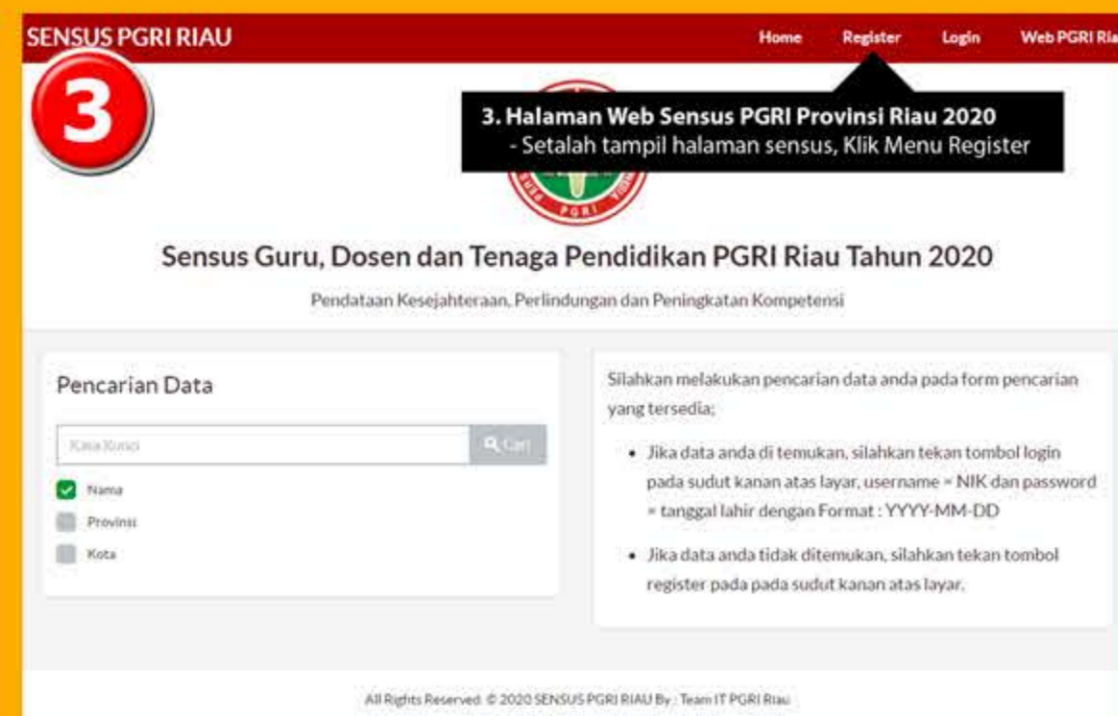 SENSUS PGRI RIAU
Home Register Login Web PGRI Ria
3
3. Halaman Web Sensus PGRI Provinsi Riau 2020
- Setalah tampil halaman sensus, Klik Menu Register
PGRI
Sensus Guru, Dosen dan Tenaga Pendidikan PGRI Riau Tahun 2020
Pendataan Kesejahteraan, Perlindungan dan Peningkatan Kompetensi
Pencarian Data
Kata Kunci
Cari
Nama
Provinsi
Kota
Silahkan melakukan pencarian data anda pada form pencarian
yang tersedia;
• Jika data anda di temukan, silahkan tekan tombol login
pada sudut kanan atas layar, username = NIK dan password
= tanggal lahir dengan Format : YYYY-MM-DD
• Jika data anda tidak ditemukan, silahkan tekan tombol
register pada pada sudut kanan atas layar.
All Rights Reserved. © 2020 SENSUS PGRI RIAU By : Team IT PGRI Riau